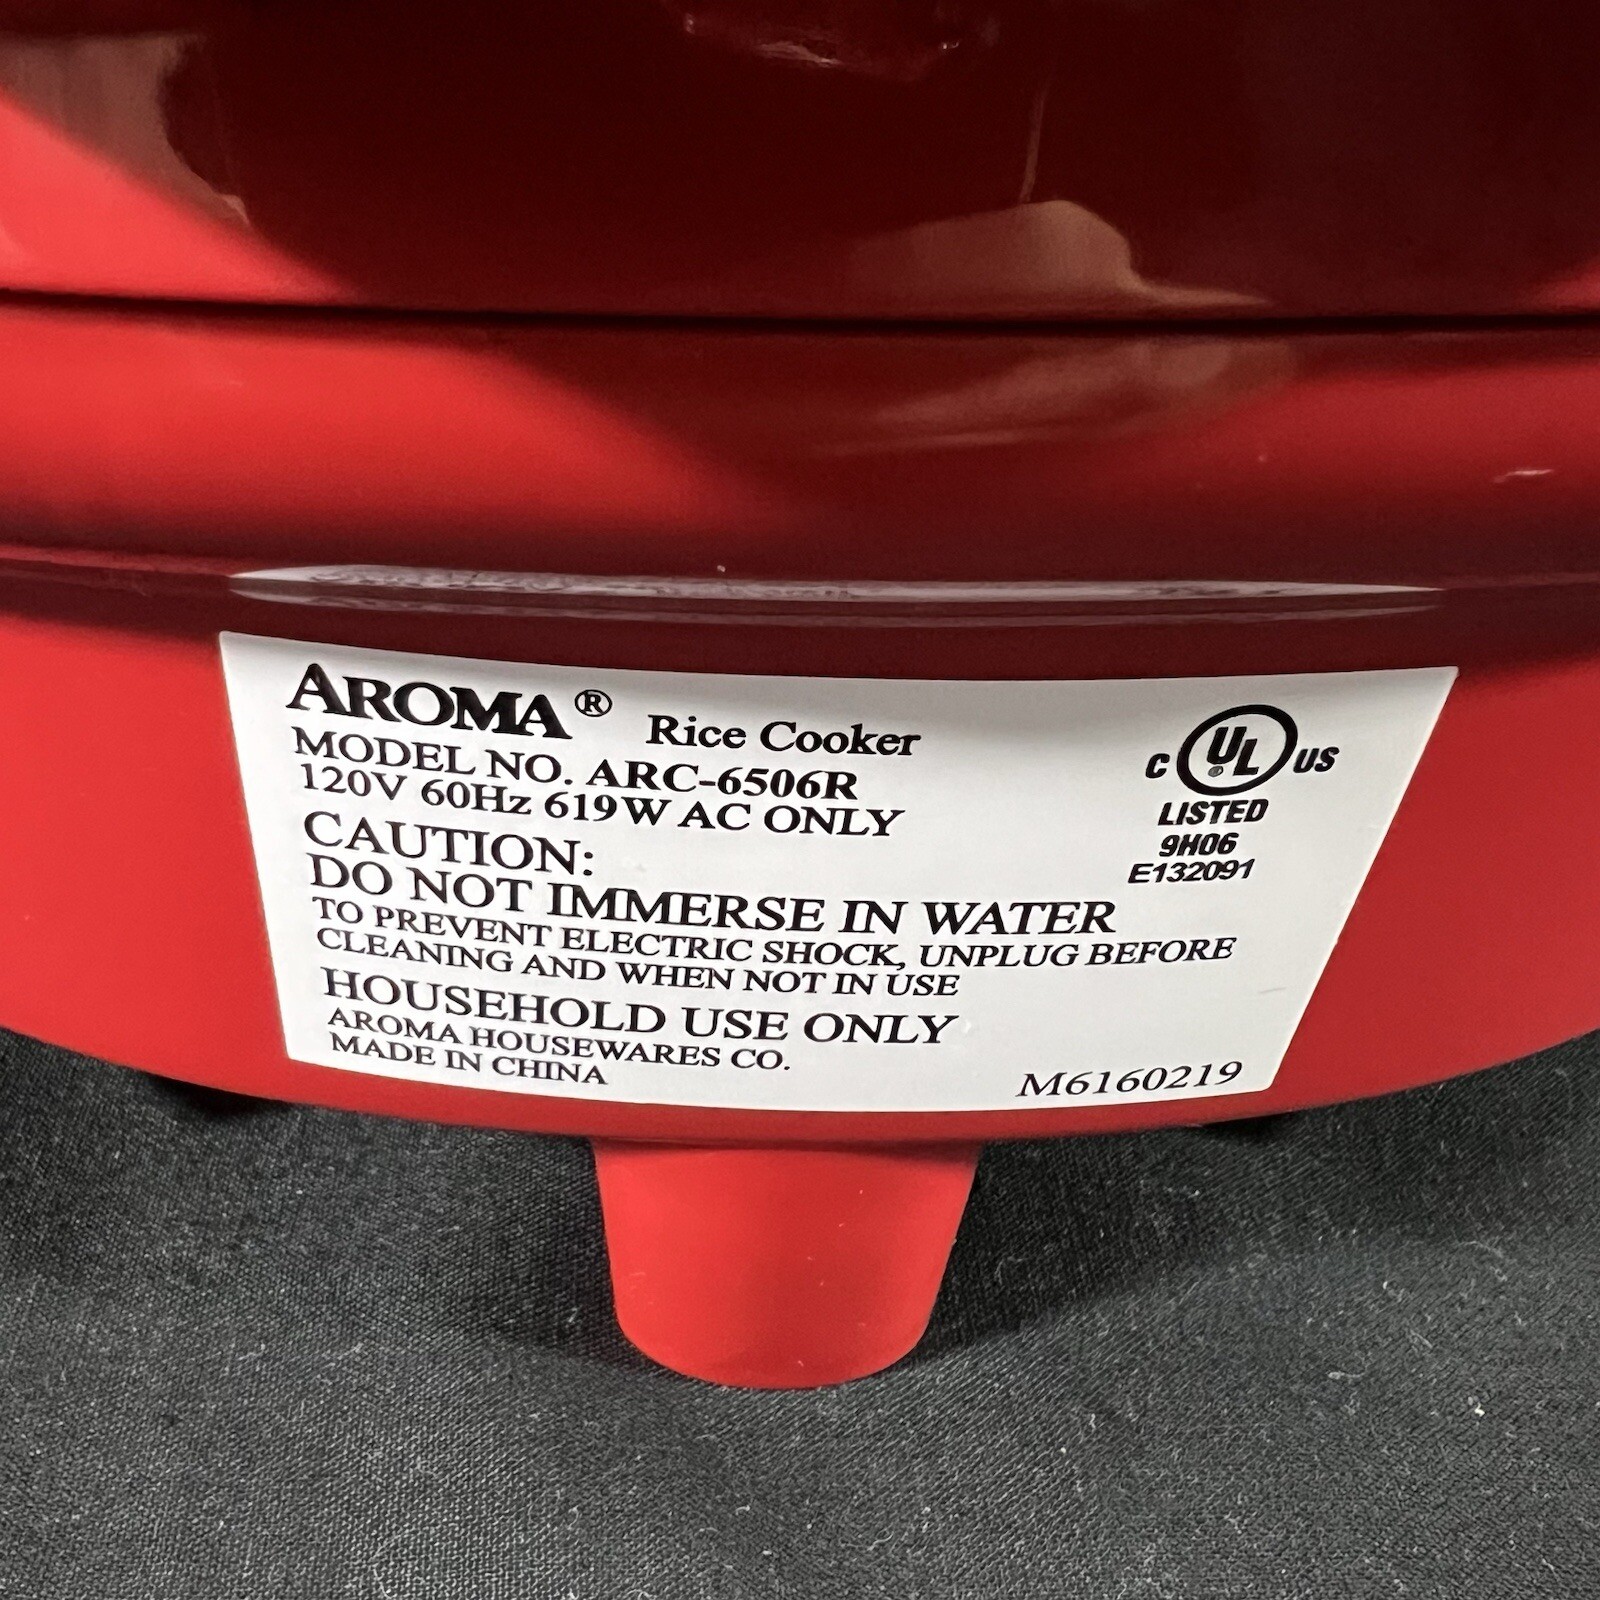 AROMA® Rice Cooker
MODEL NO. ARC-6506R
120V 60Hz 619W AC ONLY
CAUTION:
DO NOT IMMERSE IN WATER
TO PREVENT ELECTRIC SHOCK, UNPLUG BEFORE
CLEANING AND WHEN NOT IN USE
HOUSEHOLD USE ONLY
AROMA HOUSEWARES CO.
MADE IN CHINA
C UL® US
LISTED
9H06
E132091
M6160219